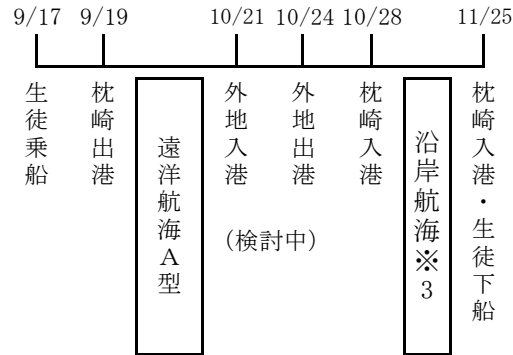 9/17 9/19 10/21 10/24 10/28 11/25
生徒乗船
枕崎出港
遠洋航海A型
外地入港
外地出港
(検討中)
枕崎入港
沿岸航海※3
枕崎入港・生徒下船